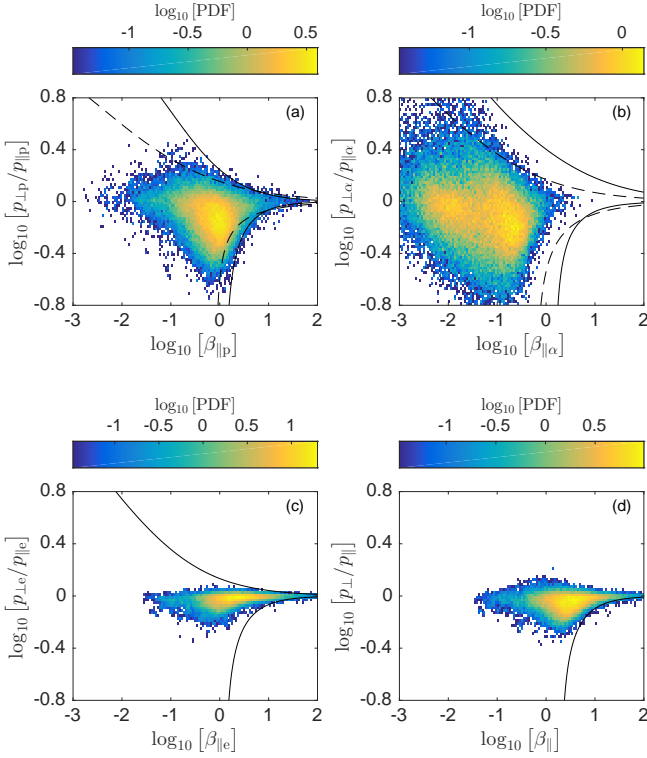 log₁₀ [PDF] log₁₀ [PDF]
-1 -0.5 0 0.5 -1 -0.5 0
(a) (b)
0.8 0.8
0.4 0.4
0 0
-0.4 -0.4
-0.8 -0.8
log₁₀ [p⊥p/p∥p] log₁₀ [p⊥α/p∥α]
-3 -2 -1 0 1 2 -3 -2 -1 0 1 2
log₁₀ [β∥p] log₁₀ [β∥α]
log₁₀ [PDF] log₁₀ [PDF]
-1 -0.5 0 0.5 1 -1 -0.5 0 0.5
(c) (d)
0.8 0.8
0.4 0.4
0 0
-0.4 -0.4
-0.8 -0.8
log₁₀ [p⊥e/p∥e] log₁₀ [p⊥/p∥]
-3 -2 -1 0 1 2 -3 -2 -1 0 1 2
log₁₀ [β∥e] log₁₀ [β∥]